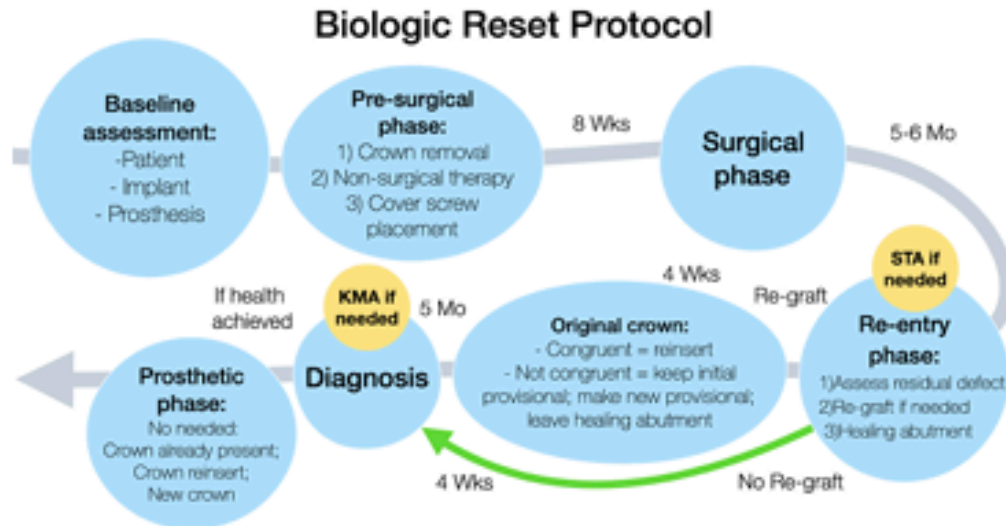 Biologic Reset Protocol
Baseline
assessment:
-Patient
- Implant
- Prosthesis
Pre-surgical
phase:
1) Crown removal
2) Non-surgical therapy
3) Cover screw
placement
8 Wks
Surgical
phase
5-6 Mo
STA if
needed
Re-entry
phase:
1)Assess residual defect
2)Re-graft if needed
3)Healing abutment
Re-graft
4 Wks
Original crown:
- Congruent = reinsert
- Not congruent = keep initial
provisional; make new provisional;
leave healing abutment
No Re-graft
4 Wks
5 Mo
KMA if
needed
Diagnosis
If health
achieved
Prosthetic
phase:
No needed:
Crown already present;
Crown reinsert;
New crown